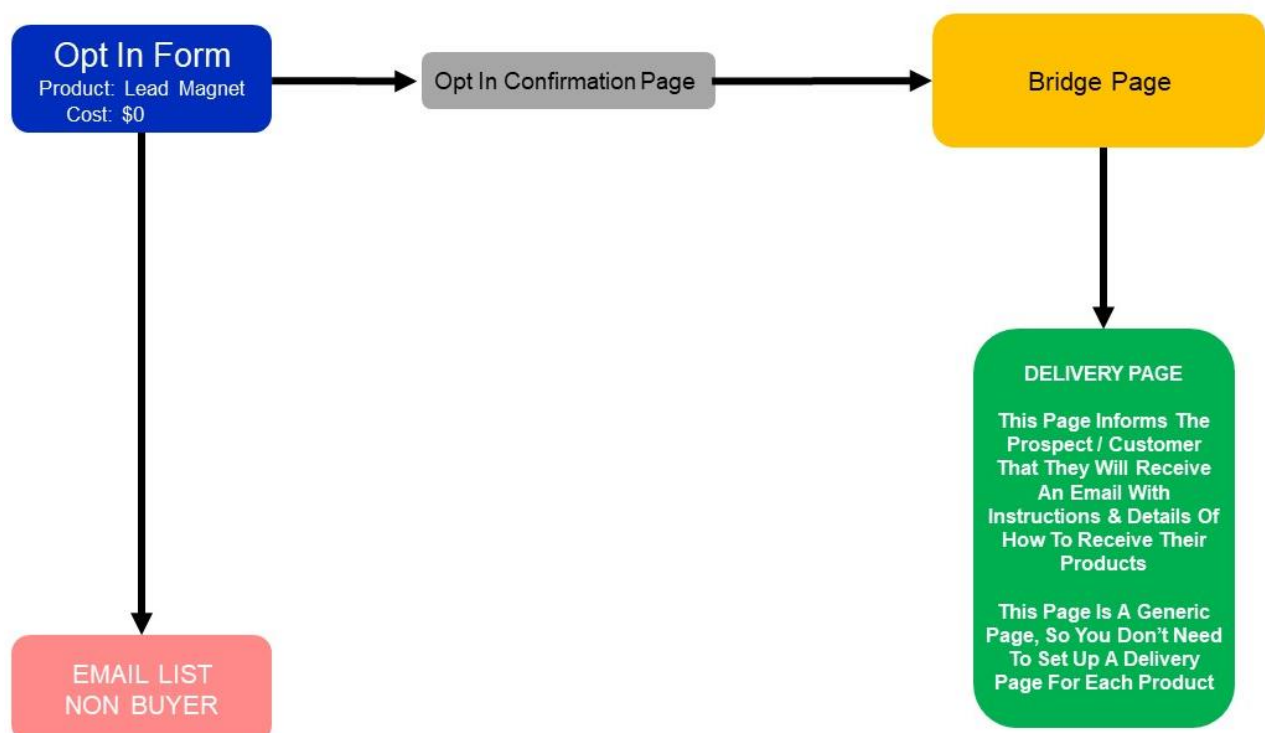 Opt In Form
Product: Lead Magnet
Cost: $0
Opt In Confirmation Page
Bridge Page
DELIVERY PAGE
This Page Informs The
Prospect / Customer
That They Will Receive
An Email With
Instructions & Details Of
How To Receive Their
Products
This Page Is A Generic
Page, So You Don't Need
To Set Up A Delivery
Page For Each Product
EMAIL LIST
NON BUYER